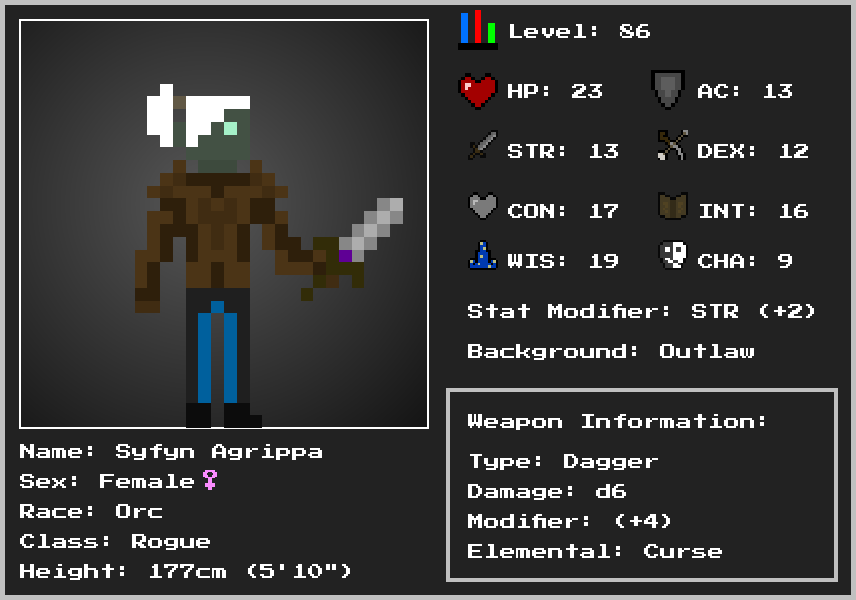 Level: 86
HP: 23 AC: 13
STR: 13 DEX: 12
CON: 17 INT: 16
WIS: 19 CHA: 9
Stat Modifier: STR (+2)
Background: Outlaw
Name: Syfyn Agrippa
Sex: Female♀
Race: Orc
Class: Rogue
Height: 177cm (5'10")
Weapon Information:
Type: Dagger
Damage: d6
Modifier: (+4)
Elemental: Curse